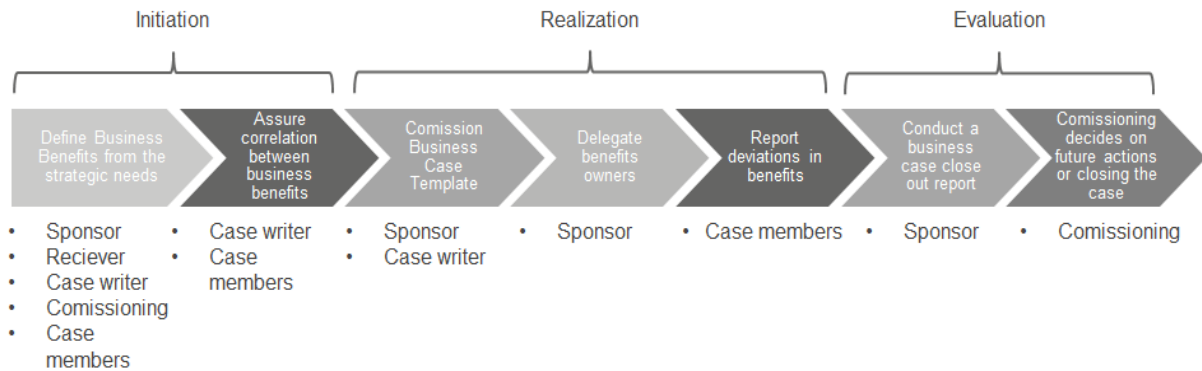 Initiation
Realization
Evaluation
Define Business
Benefits from the
strategic needs
Assure
correlation
between
business
benefits
Comission
Business
Case
Template
Delegate
benefits
owners
Report
deviations in
benefits
Conduct a
business
case close
out report
Comissioning
decides on
future actions
or closing the
case
• Sponsor
• Reciever
• Case writer
• Comissioning
• Case
members
• Case writer
• Case
members
• Sponsor
• Case writer
• Sponsor
• Case members
• Sponsor
• Comissioning